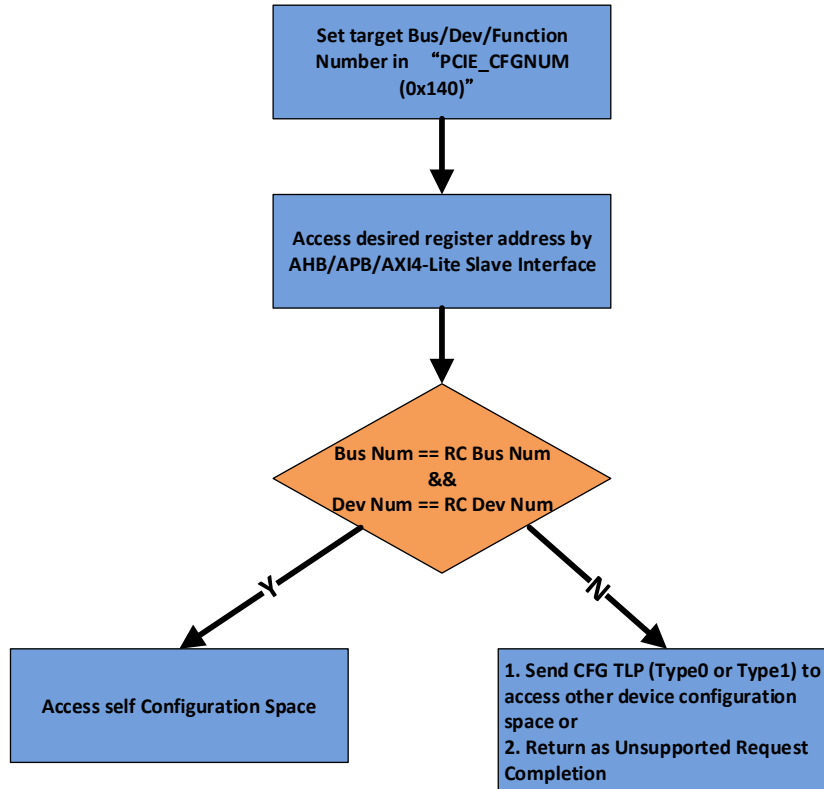 Set target Bus/Dev/Function
Number in “PCIE_CFGNUM
(0x140)”
Access desired register address by
AHB/APB/AXI4-Lite Slave Interface
Bus Num == RC Bus Num
&&
Dev Num == RC Dev Num
Y
N
Access self Configuration Space
1. Send CFG TLP (Type0 or Type1) to
access other device configuration
space or
2. Return as Unsupported Request
Completion